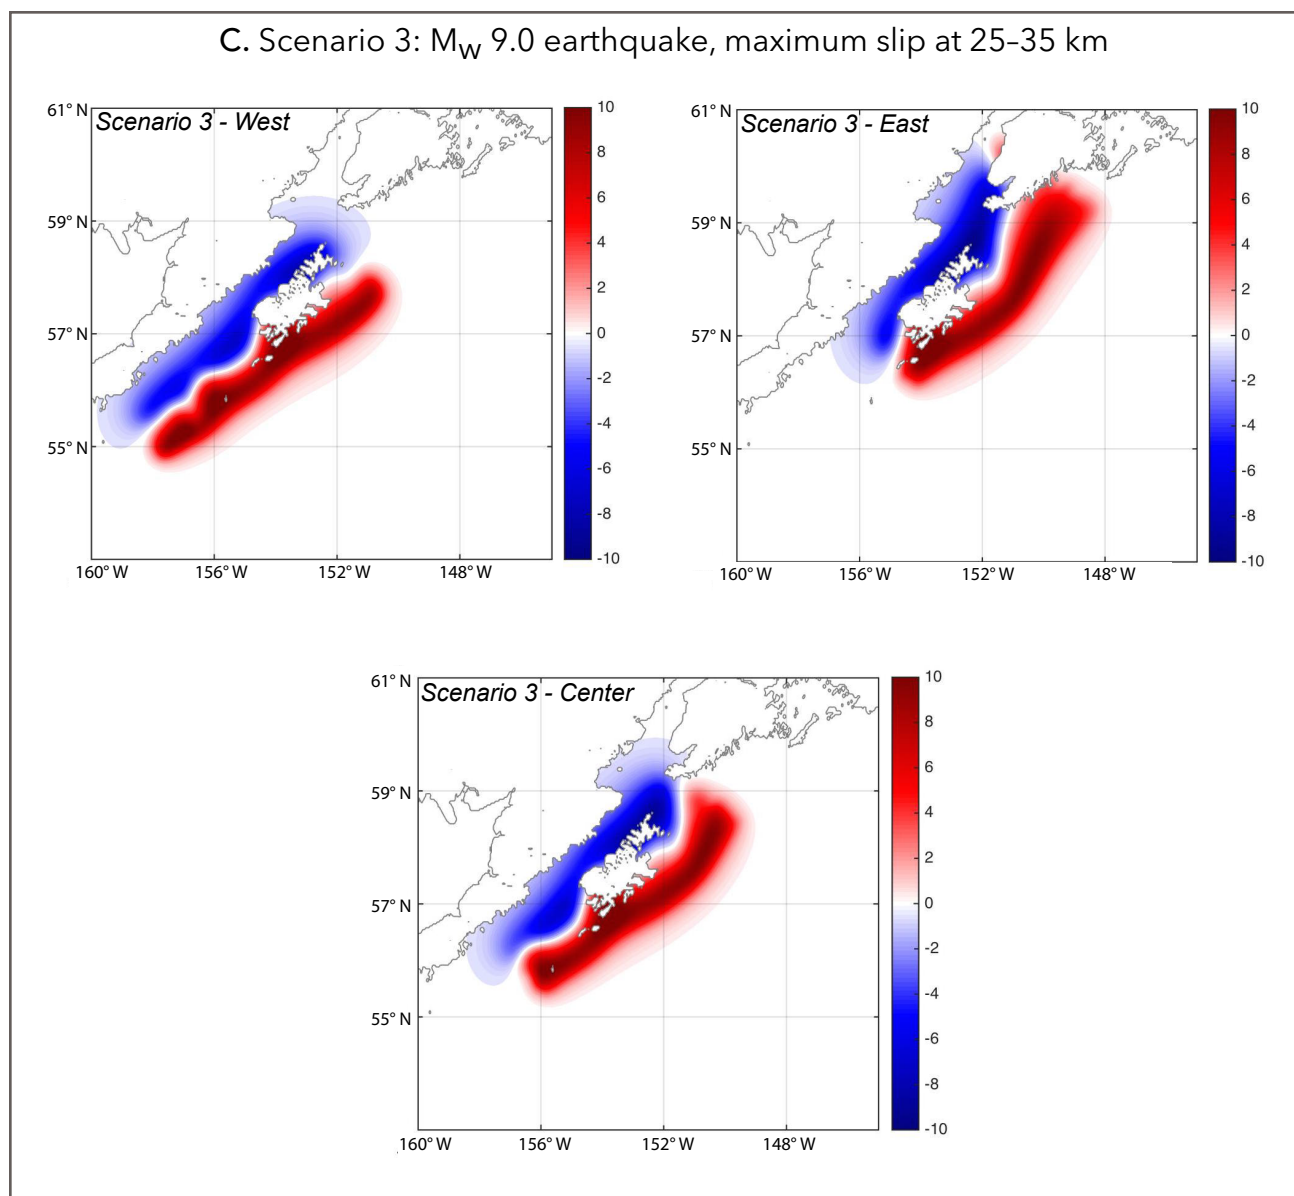 C. Scenario 3: MW 9.0 earthquake, maximum slip at 25–35 km
Scenario 3 - West
61° N
59° N
57° N
55° N
160° W
156° W
152° W
148° W
10
8
6
4
2
0
-2
-4
-6
-8
-10
Scenario 3 - East
61° N
59° N
57° N
55° N
160° W
156° W
152° W
148° W
10
8
6
4
2
0
-2
-4
-6
-8
-10
Scenario 3 - Center
61° N
59° N
57° N
55° N
160° W
156° W
152° W
148° W
10
8
6
4
2
0
-2
-4
-6
-8
-10